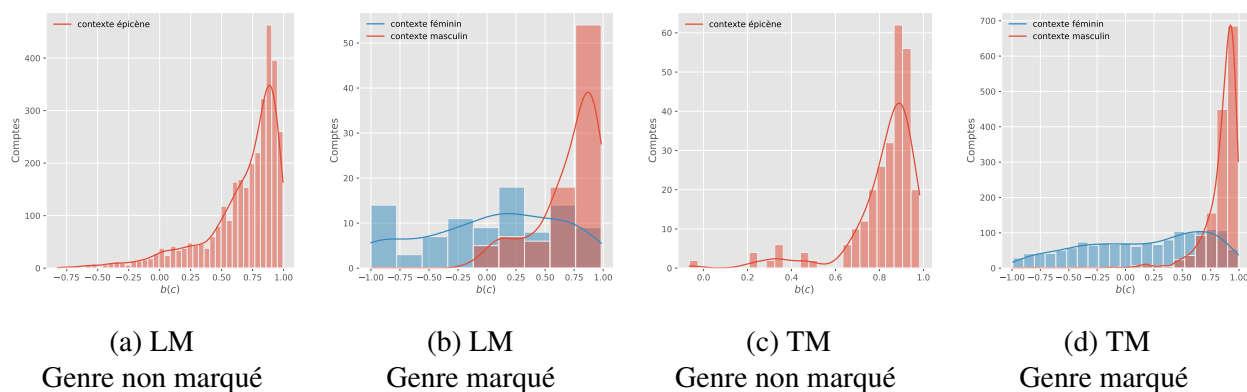 contexte épicène
400
300
200
100
0
Comptes
−0.75 −0.50 −0.25 0.00 0.25 0.50 0.75 1.00
b(c)
contexte féminin
contexte masculin
50
40
30
20
10
0
Comptes
−1.00 −0.75 −0.50 −0.25 0.00 0.25 0.50 0.75 1.00
b(c)
contexte épicène
60
50
40
30
20
10
0
Comptes
0.0 0.2 0.4 0.6 0.8 1.0
b(c)
contexte féminin
contexte masculin
700
600
500
400
300
200
100
0
Comptes
−1.00 −0.75 −0.50 −0.25 0.00 0.25 0.50 0.75 1.00
b(c)
(a) LM
Genre non marqué
(b) LM
Genre marqué
(c) TM
Genre non marqué
(d) TM
Genre marqué